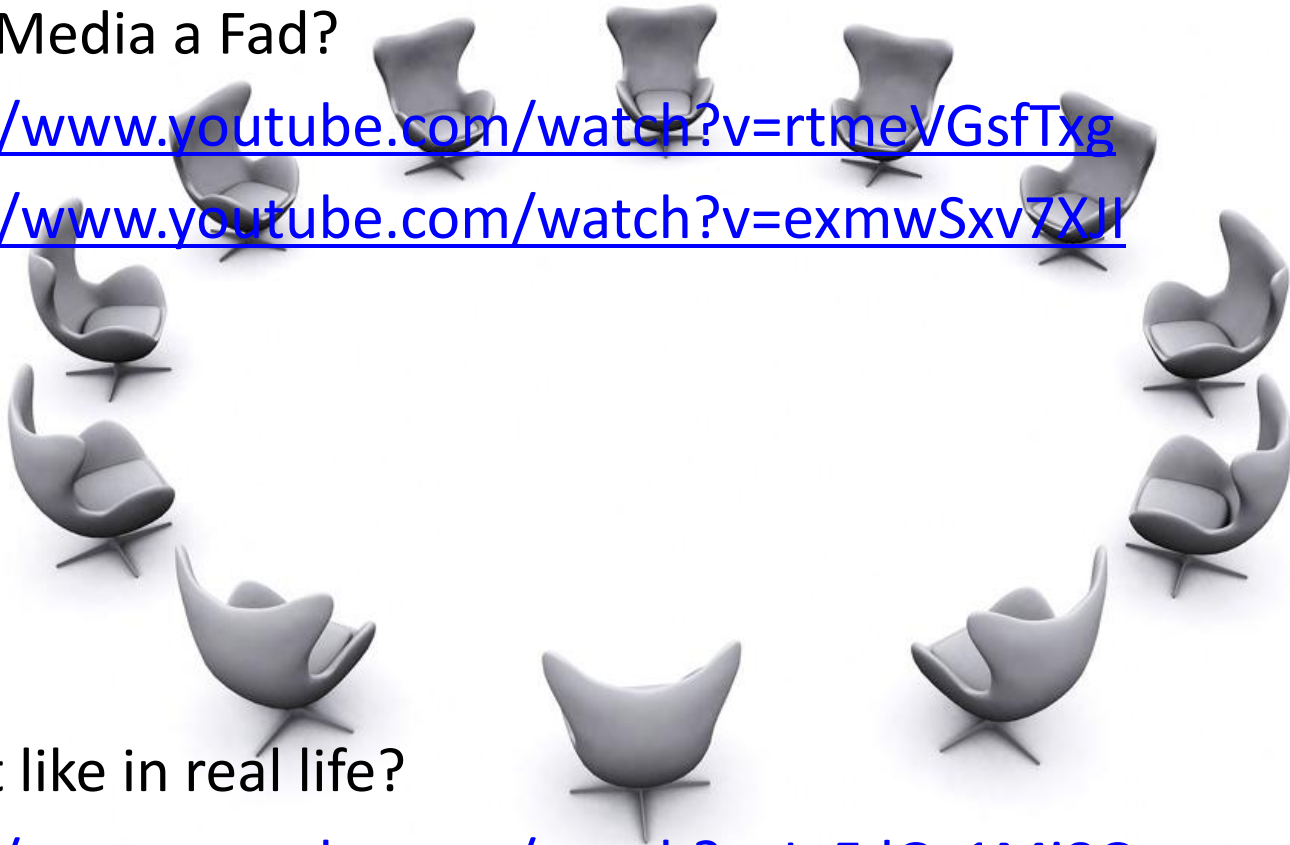 Media a Fad?
/www.youtube.com/watch?v=rtmeVGsfTxg
/www.youtube.com/watch?v=exmwSxv7XJI
like in real life?